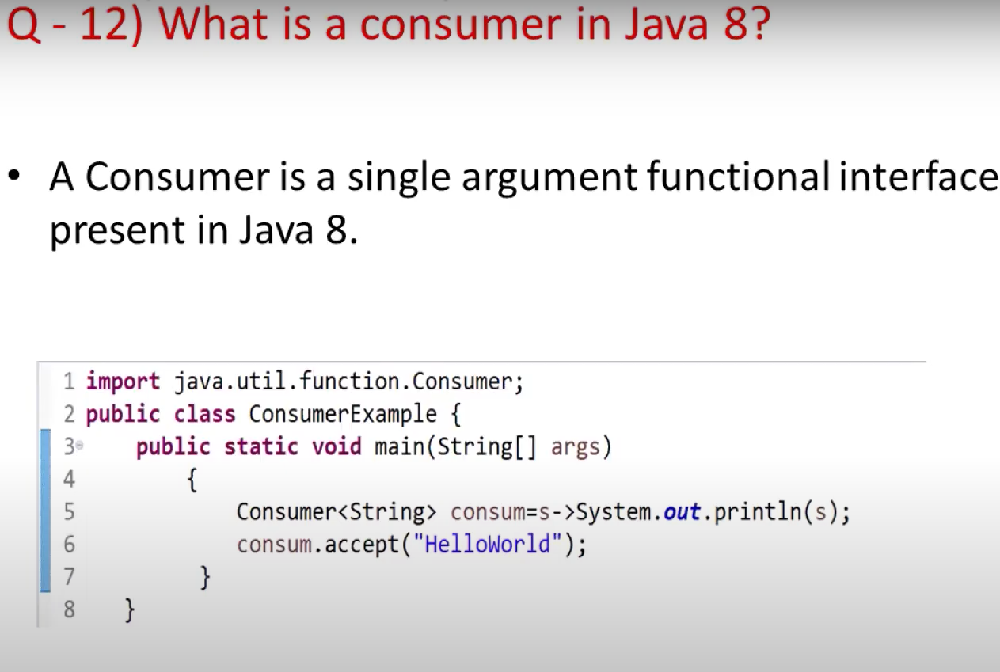 Q - 12) What is a consumer in Java 8?
• A Consumer is a single argument functional interface
present in Java 8.
1 import java.util.function.Consumer;
2 public class ConsumerExample {
3 public static void main(String[] args)
4 {
5 Consumer<String> consum=s->System.out.println(s);
6 consum.accept("HelloWorld");
7 }
8 }